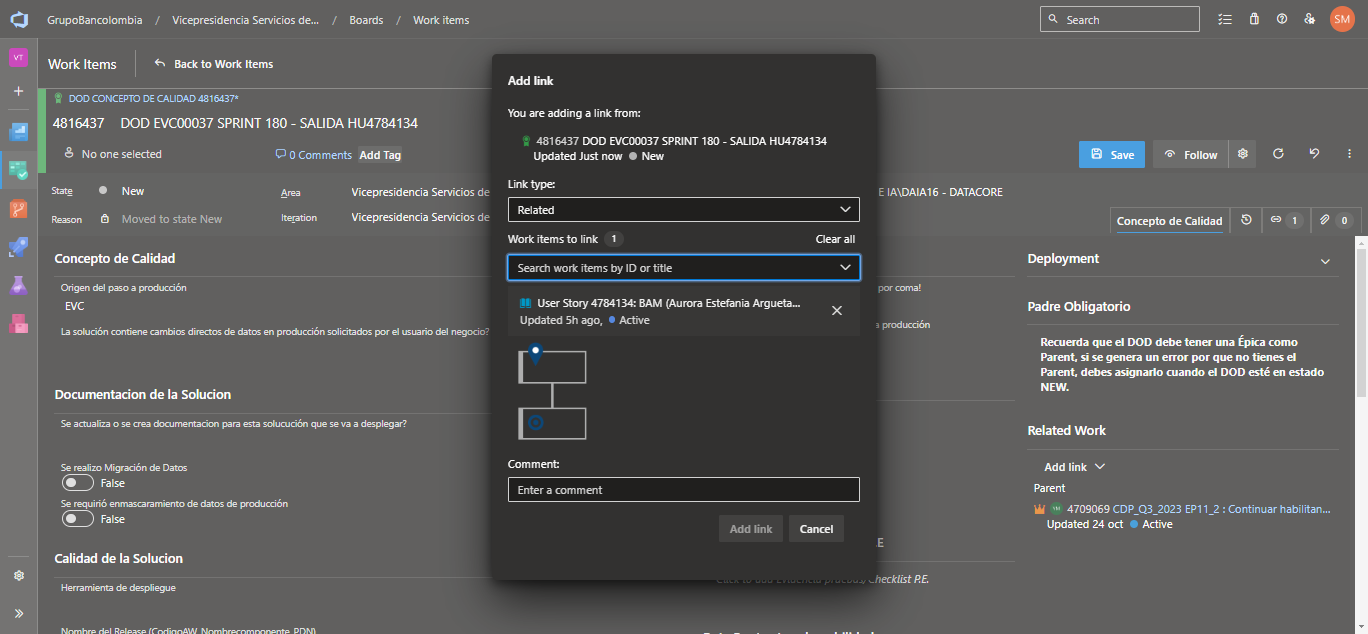 GrupoBancolombia / Vicepresidencia Servicios de... / Boards / Work items
Search
SM
VT
Work Items
Back to Work Items
DOD CONCEPTO DE CALIDAD 4816437*
4816437 DOD EVC00037 SPRINT 180 - SALIDA HU4784134
No one selected
0 Comments
Add Tag
Save
Follow
State
New
Area
Vicepresidencia Servicios de
E IA\DAIA16 - DATACORE
Reason
Moved to state New
Iteration
Vicepresidencia Servicios de
Concepto de Calidad
1
0
Concepto de Calidad
Origen del paso a producción
EVC
La solución contiene cambios directos de datos en producción solicitados por el usuario del negocio?
Documentacion de la Solucion
Se actualiza o se crea documentacion para esta solucución que se va a desplegar?
Se realizo Migración de Datos
False
Se requirió enmascaramiento de datos de producción
False
Calidad de la Solucion
Herramienta de despliegue
Nombre del Release (CodigoAW_Nombrecomponente_PDN)
Add link
You are adding a link from:
4816437 DOD EVC00037 SPRINT 180 - SALIDA HU4784134
Updated Just now New
Link type:
Related
Work items to link 1
Clear all
Search work items by ID or title
User Story 4784134: BAM (Aurora Estefania Argueta...
Updated 5h ago, Active
Comment:
Enter a comment
Add link
Cancel
por coma!
a producción
E
Click to add Evidencia pruebas/Checklist P.E.
Deployment
Padre Obligatorio
Recuerda que el DOD debe tener una Épica como
Parent, si se genera un error por que no tienes el
Parent, debes asignarlo cuando el DOD esté en estado
NEW.
Related Work
Add link
Parent
4709069 CDP_Q3_2023 EP11_2 : Continuar habilitan...
Updated 24 oct Active